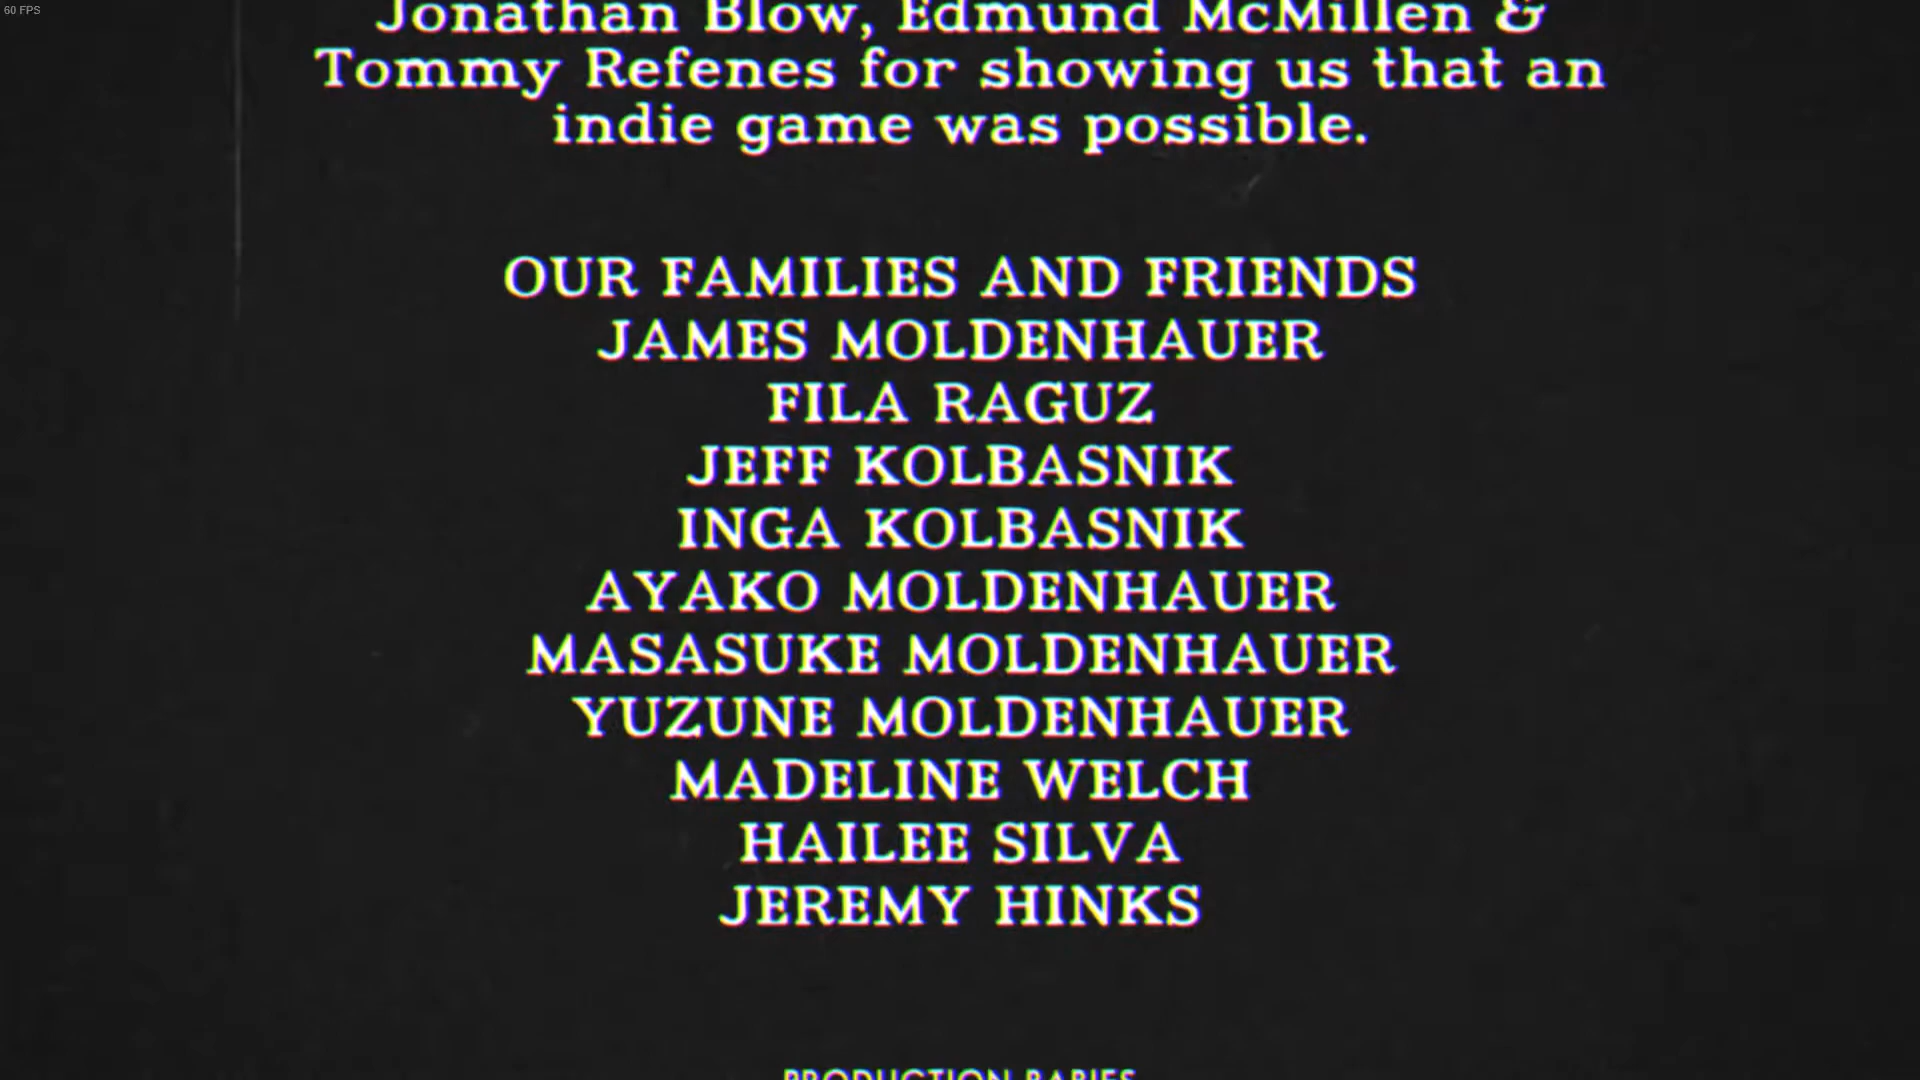 60 FPS
Jonathan Blow, Edmund McMillen &
Tommy Refenes for showing us that an
indie game was possible.
OUR FAMILIES AND FRIENDS
JAMES MOLDENHAUER
FILA RAGUZ
JEFF KOLBASNIK
INGA KOLBASNIK
AYAKO MOLDENHAUER
MASASUKE MOLDENHAUER
YUZUNE MOLDENHAUER
MADELINE WELCH
HAILEE SILVA
JEREMY HINKS
PRODUCTION BABIES